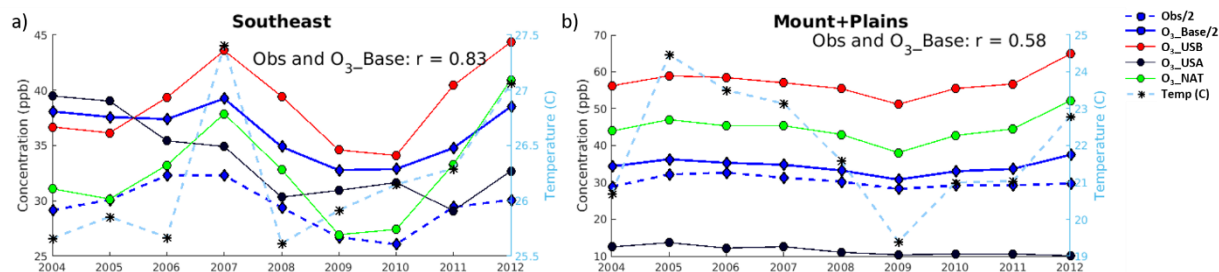 a)
Southeast
Obs and O₃_Base: r = 0.83
Concentration (ppb)
45
40
35
30
25
Temperature (C)
27.5
27
26.5
26
25.5
2004 2005 2006 2007 2008 2009 2010 2011 2012
b)
Mount+Plains
Obs and O₃_Base: r = 0.58
Concentration (ppb)
70
60
50
40
30
20
10
Temperature (C)
25
24
23
22
21
20
19
2004 2005 2006 2007 2008 2009 2010 2011 2012
Obs/2
O₃_Base/2
O₃_USB
O₃_USA
O₃_NAT
Temp (C)